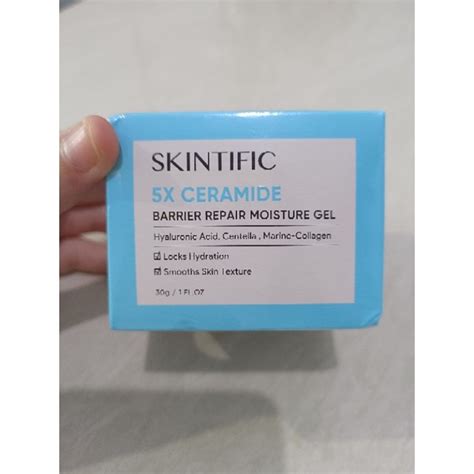 SKINTIFIC
5X CERAMIDE
BARRIER REPAIR MOISTURE GEL
Hyaluronic Acid, Centella , Marine-Collagen
☑ Locks Hydration
☑ Smooths Skin Texture
30g / 1 FL.OZ